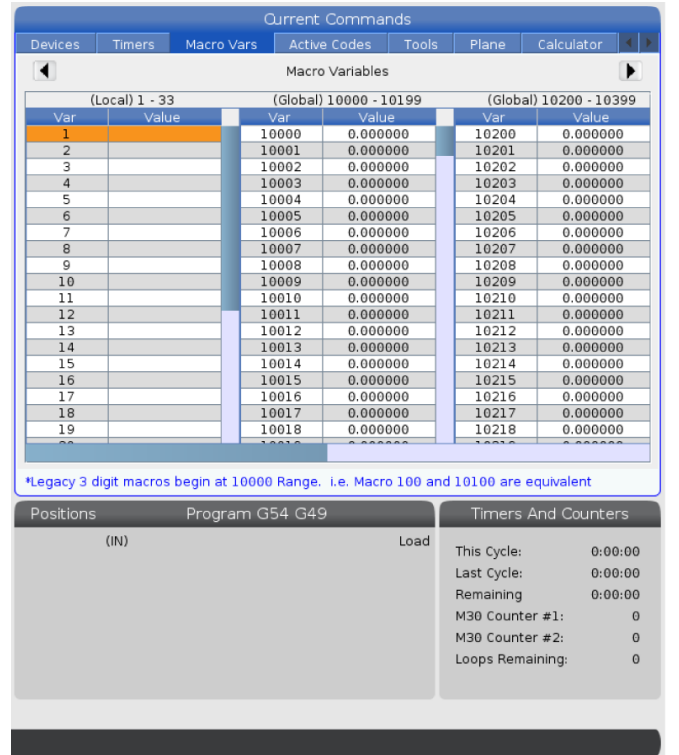 Current Commands
Devices Timers Macro Vars Active Codes Tools Plane Calculator
Macro Variables
(Local) 1 - 33 (Global) 10000 - 10199 (Global) 10200 - 10399
Var Value Var Value Var Value
1 10000 0.000000 10200 0.000000
2 10001 0.000000 10201 0.000000
3 10002 0.000000 10202 0.000000
4 10003 0.000000 10203 0.000000
5 10004 0.000000 10204 0.000000
6 10005 0.000000 10205 0.000000
7 10006 0.000000 10206 0.000000
8 10007 0.000000 10207 0.000000
9 10008 0.000000 10208 0.000000
10 10009 0.000000 10209 0.000000
11 10010 0.000000 10210 0.000000
12 10011 0.000000 10211 0.000000
13 10012 0.000000 10212 0.000000
14 10013 0.000000 10213 0.000000
15 10014 0.000000 10214 0.000000
16 10015 0.000000 10215 0.000000
17 10016 0.000000 10216 0.000000
18 10017 0.000000 10217 0.000000
19 10018 0.000000 10218 0.000000
*Legacy 3 digit macros begin at 10000 Range. i.e. Macro 100 and 10100 are equivalent
Positions Program G54 G49 Timers And Counters
(IN) Load
This Cycle: 0:00:00
Last Cycle: 0:00:00
Remaining 0:00:00
M30 Counter #1: 0
M30 Counter #2: 0
Loops Remaining: 0